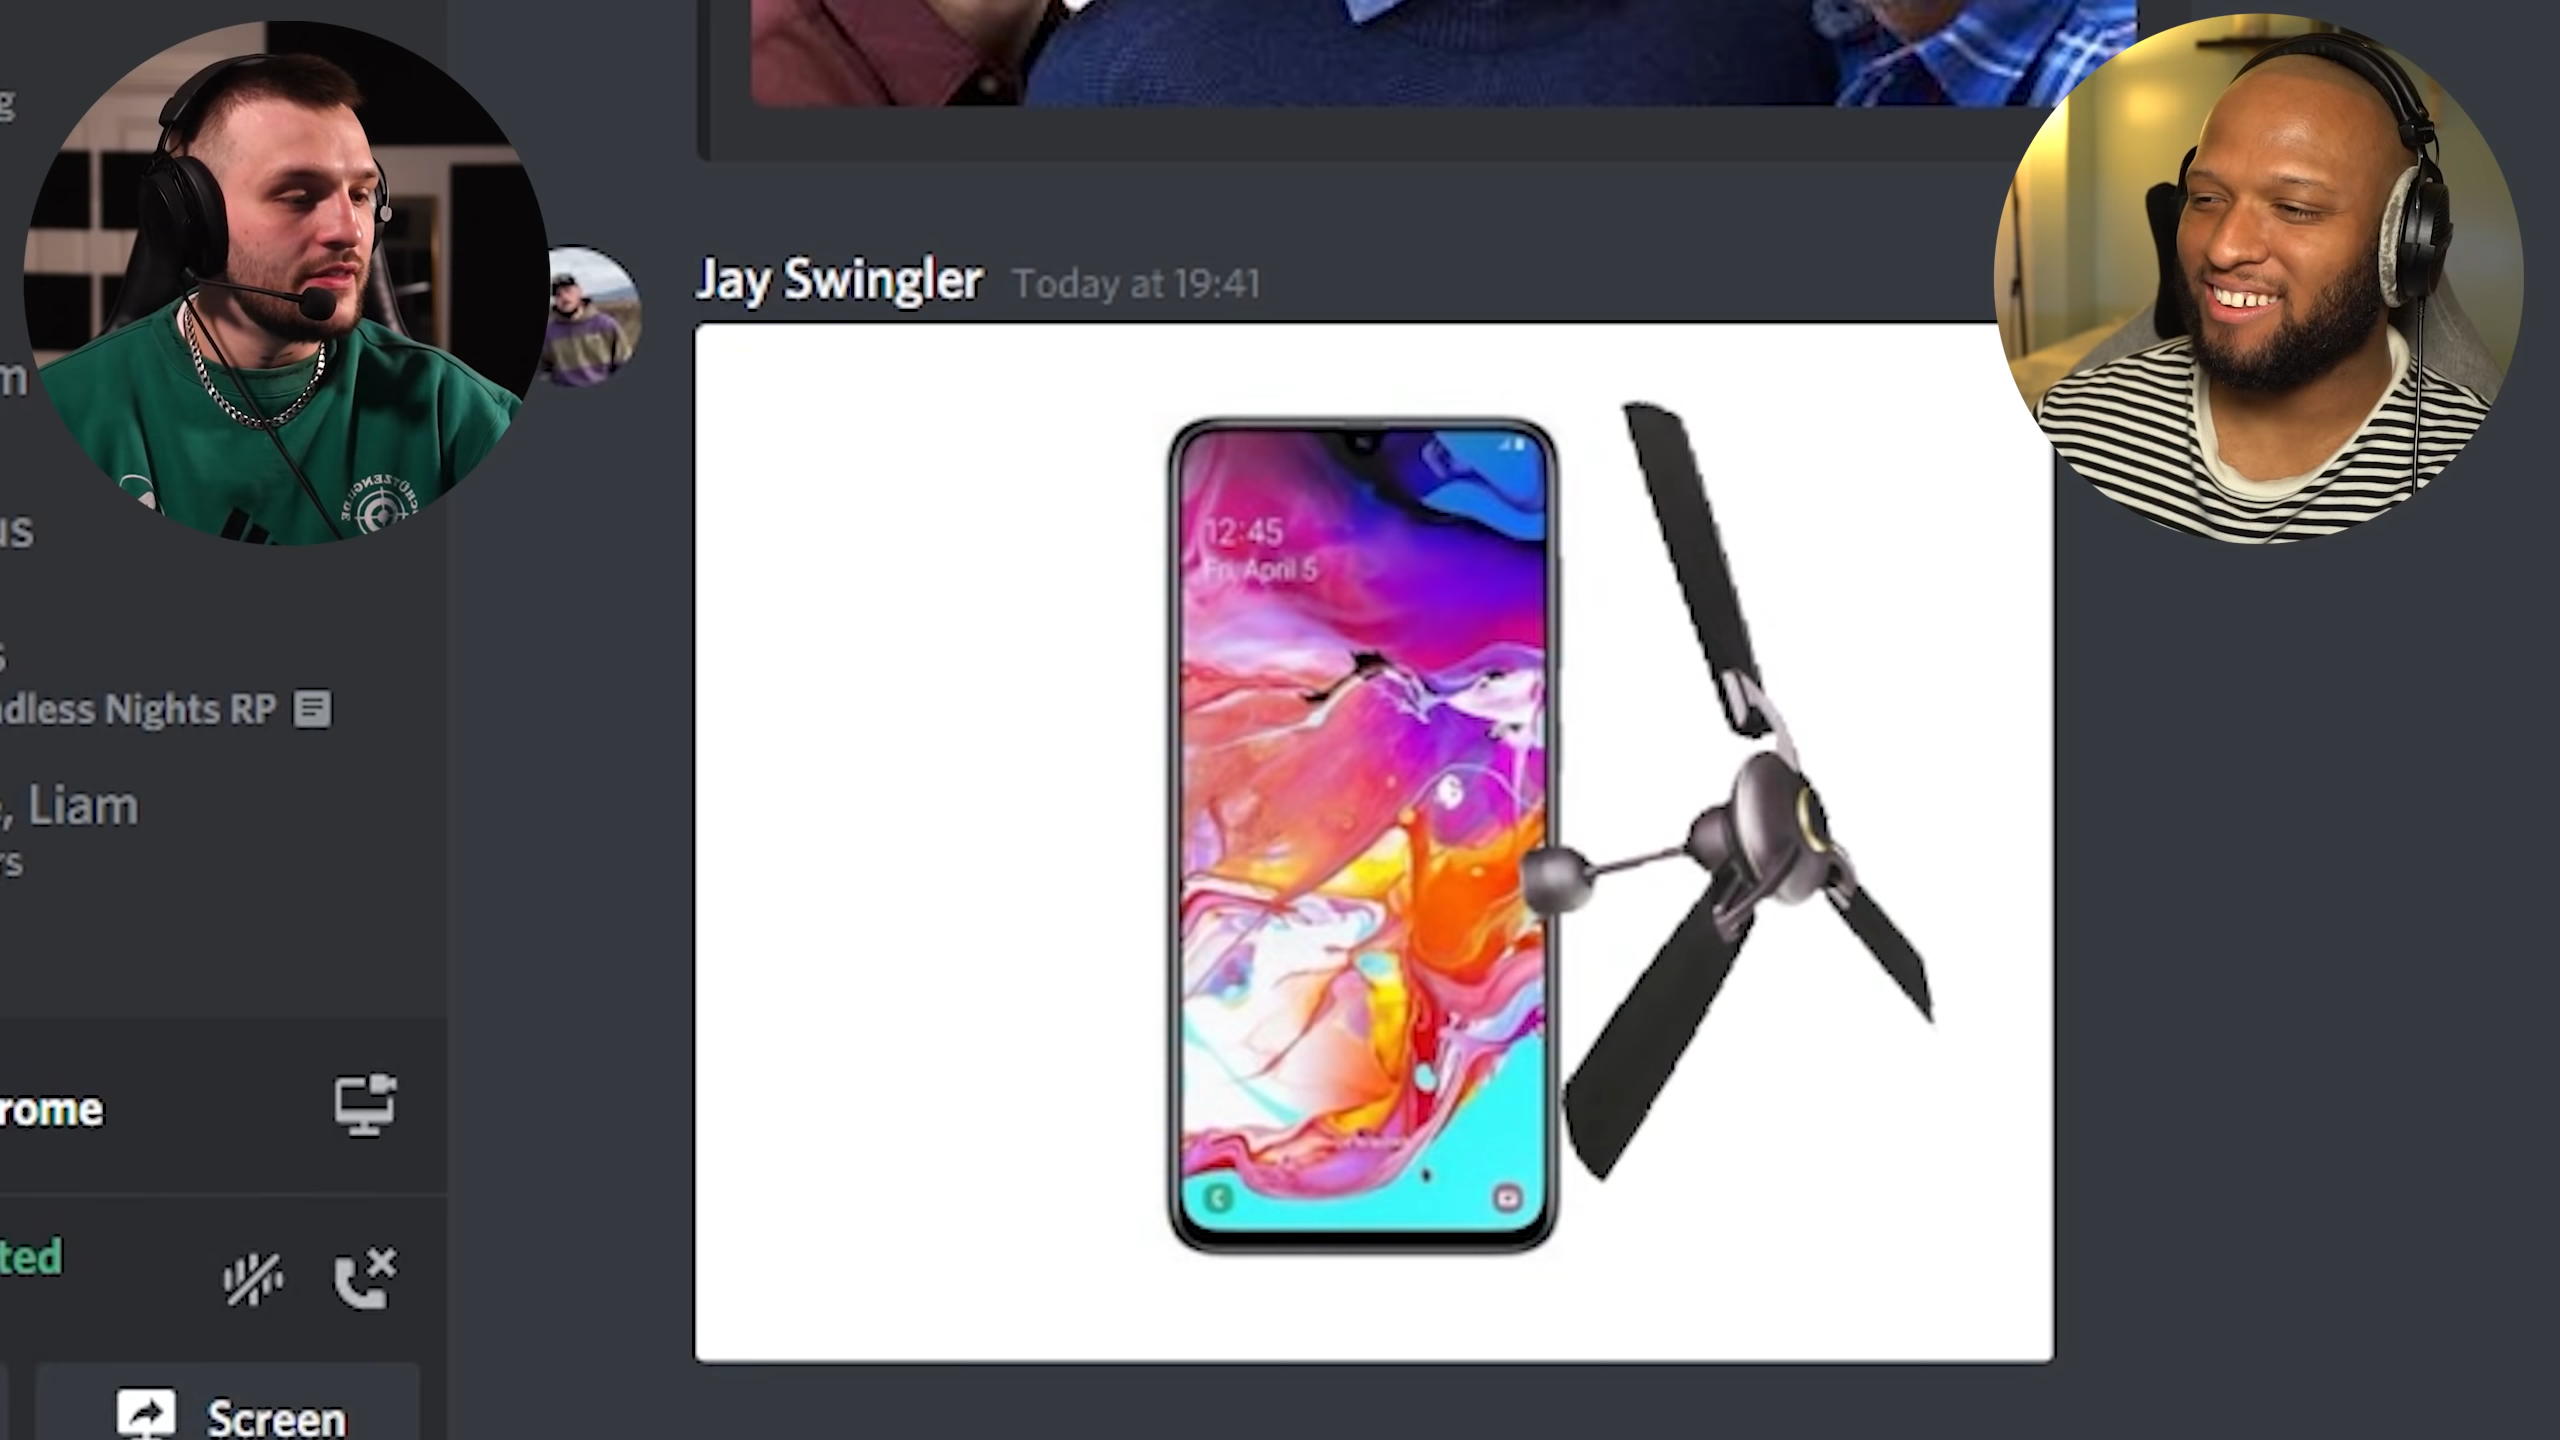 g
Jay Swingler Today at 19:41
m
12:45
Fri, April 5
us
s
dless Nights RP
, Liam
rs
rome
ted
Screen